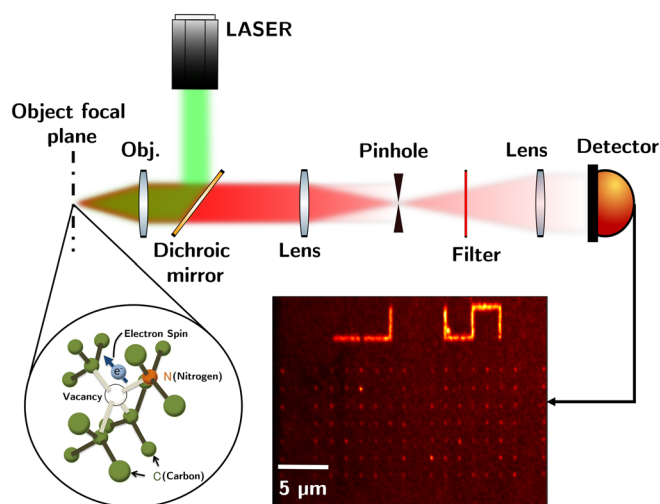 LASER
Object focal
plane
Obj.
Pinhole
Lens
Detector
Dichroic
mirror
Lens
Filter
Electron Spin
e⁻
N(Nitrogen)
Vacancy
C(Carbon)
5 μm